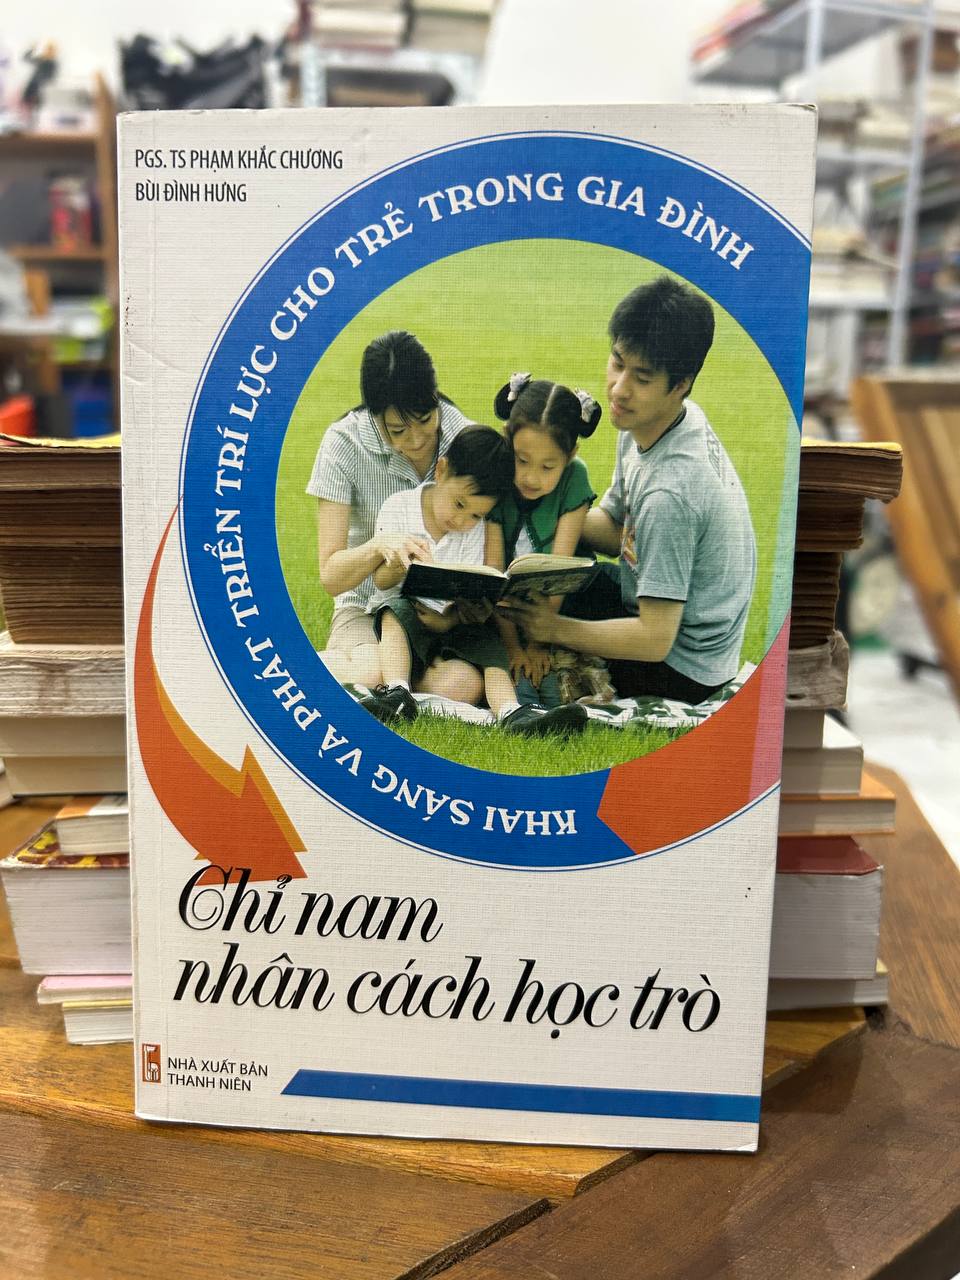 PGS. TS PHẠM KHẮC CHƯƠNG
BÙI ĐÌNH HƯNG
KHAI SÁNG VÀ PHÁT TRIỂN TRÍ LỰC CHO TRẺ TRONG GIA ĐÌNH
Chỉ nam
nhân cách học trò
NHÀ XUẤT BẢN
THANH NIÊN